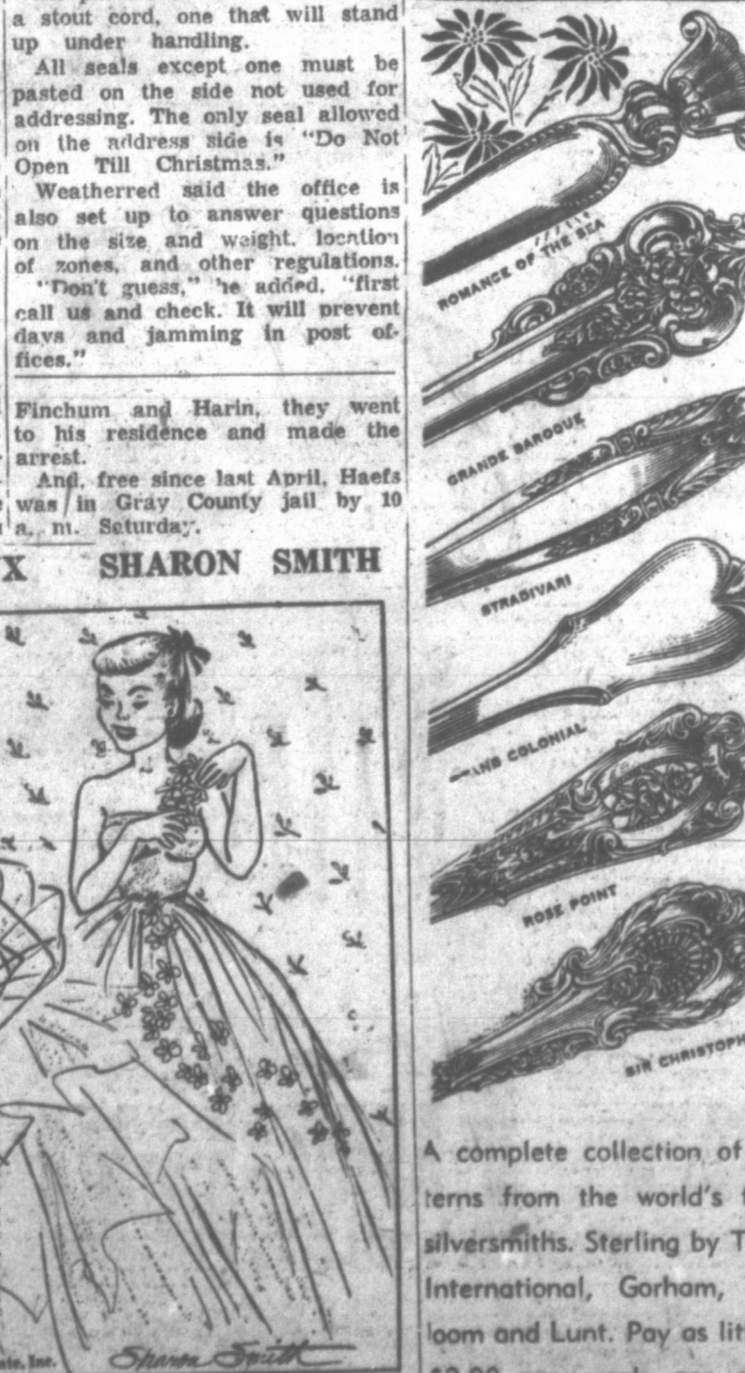 a stout cord, one that will stand
up under handling.
All seals except one must be
pasted on the side not used for
addressing. The only seal allowed
on the address side is "Do Not
Open Till Christmas."
Weatherred said the office is
also set up to answer questions
on the size and weight, location
of zones, and other regulations.
"Don't guess," he added, "first
call us and check. It will prevent
days and jamming in post of-
fices."
Finchum and Harin, they went
to his residence and made the
arrest.
And, free since last April, Haefs
was in Gray County jail by 10
a. m. Saturday.
X SHARON SMITH
ate, Inc.
Sharon Smith
ROMANCE OF THE SEA
GRANDE BAROQUE
STRADIVARI
COLONIAL
ROSE POINT
SIR CHRISTOPH
A complete collection of
terns from the world's
silversmiths. Sterling by T
International, Gorham,
loom and Lunt. Pay as lit